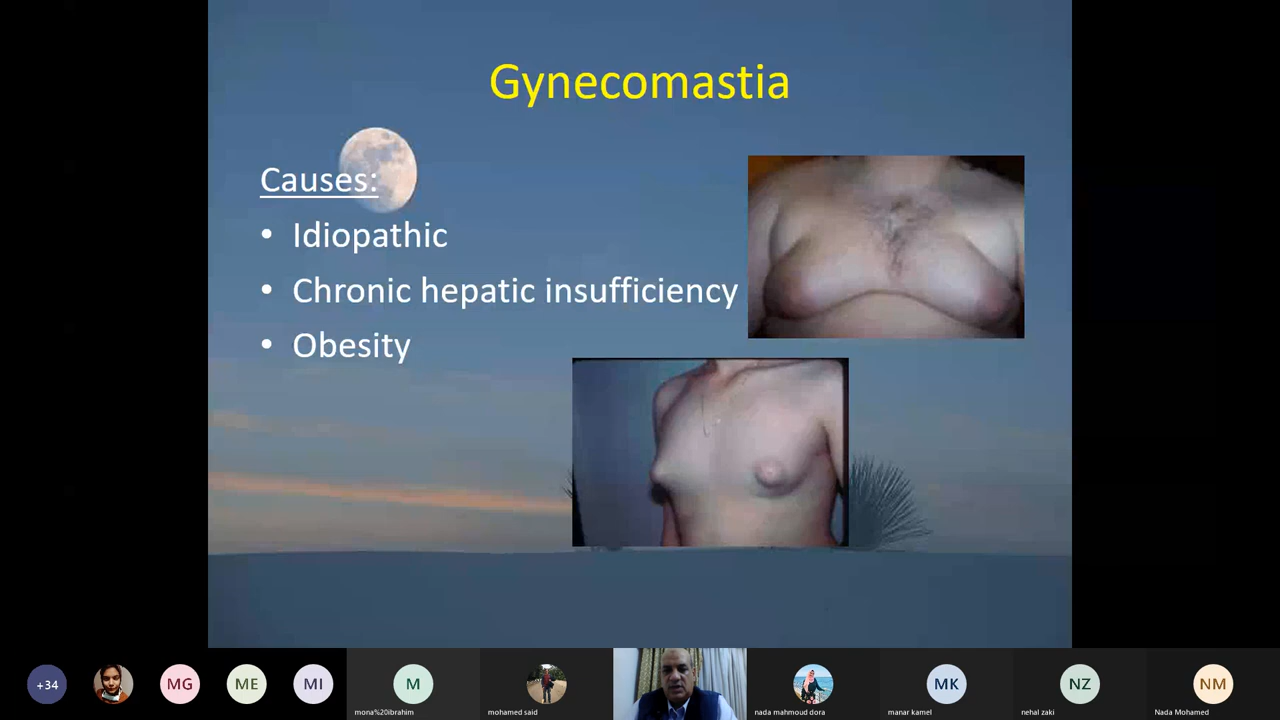 Gynecomastia
Causes:
• Idiopathic
• Chronic hepatic insufficiency
• Obesity
+34
MG
ME
MI
M
mona%20ibrahim
mohamed said
nada mahmoud dora
MK
manar kamel
NZ
nehal zaki
NM
Nada Mohamed